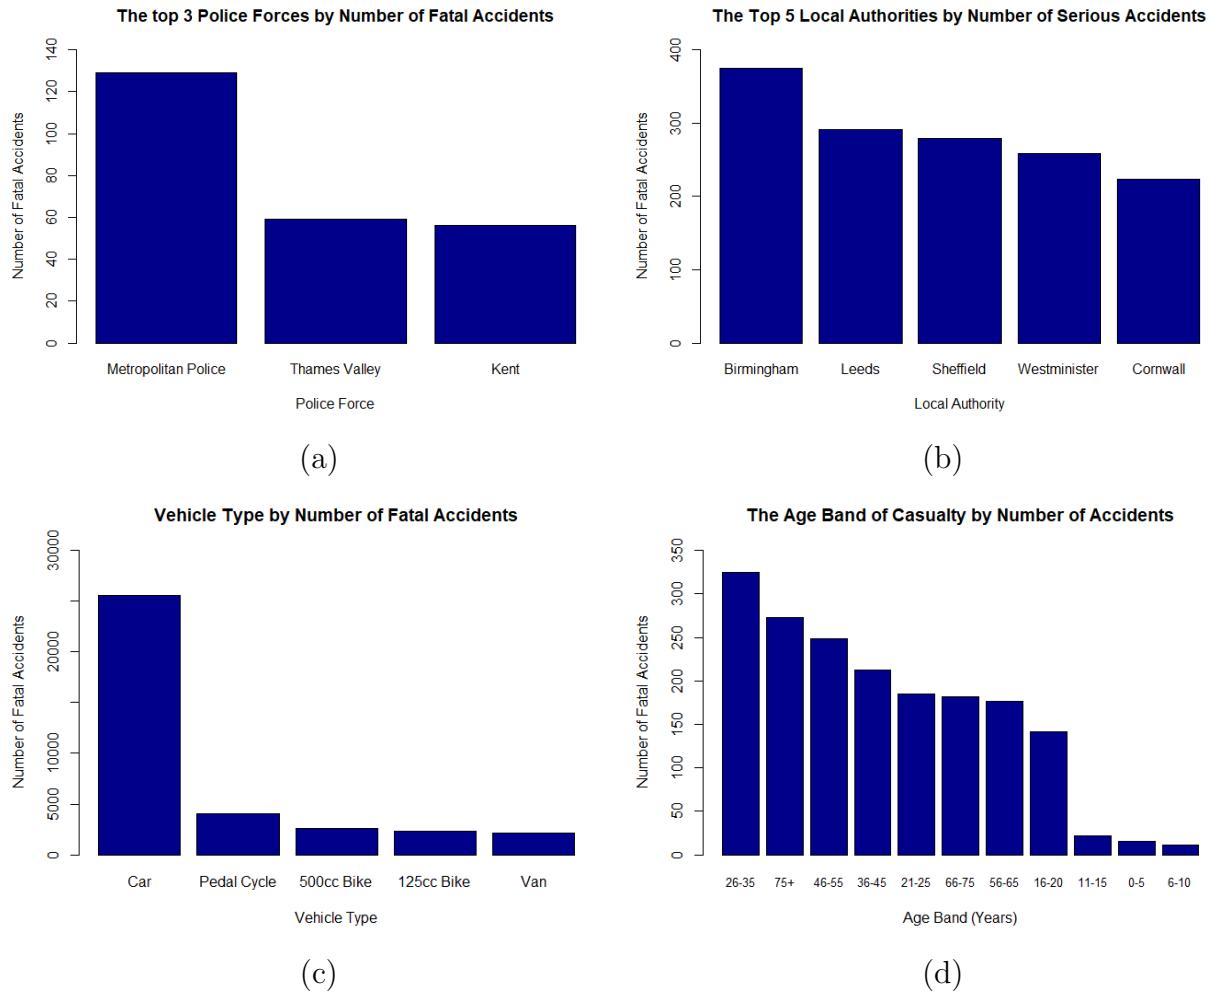 The top 3 Police Forces by Number of Fatal Accidents
Number of Fatal Accidents
0 20 40 60 80 100 120 140
Metropolitan Police Thames Valley Kent
Police Force
(a)
The Top 5 Local Authorities by Number of Serious Accidents
Number of Fatal Accidents
0 100 200 300 400
Birmingham Leeds Sheffield Westminister Cornwall
Local Authority
(b)
Vehicle Type by Number of Fatal Accidents
Number of Fatal Accidents
0 5000 10000 20000 30000
Car Pedal Cycle 500cc Bike 125cc Bike Van
Vehicle Type
(c)
The Age Band of Casualty by Number of Accidents
Number of Fatal Accidents
0 50 100 150 200 250 300 350
26-35 75+ 46-55 36-45 21-25 66-75 56-65 16-20 11-15 0-5 6-10
Age Band (Years)
(d)